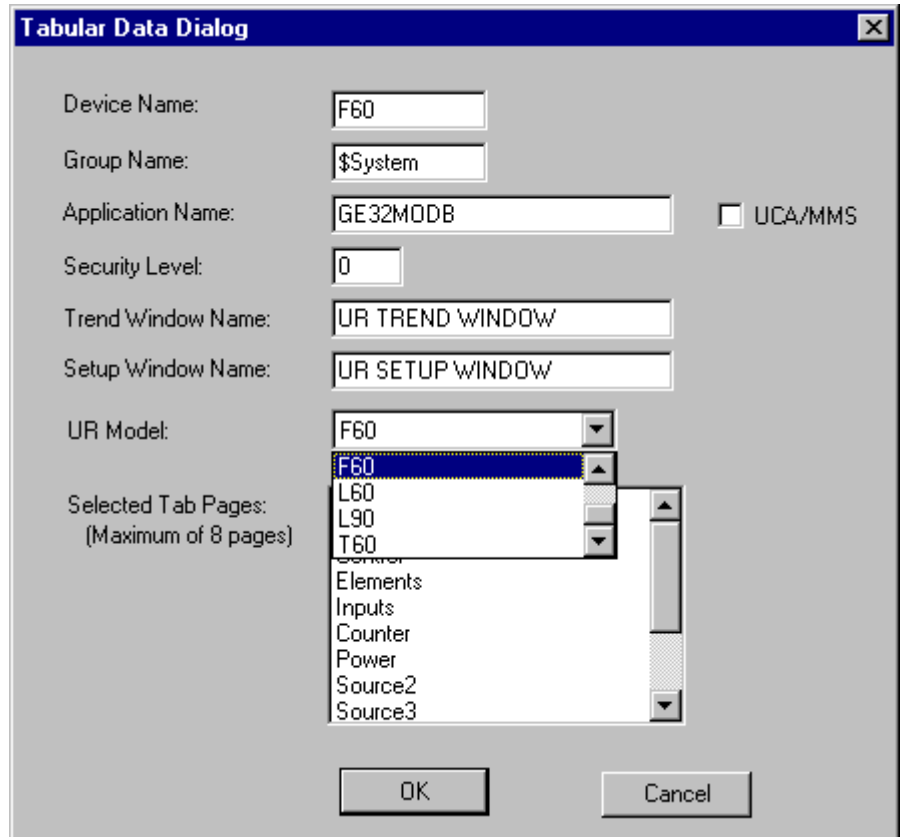 Tabular Data Dialog
Device Name: F60
Group Name: $System
Application Name: GE32MODB UCA/MMS
Security Level: 0
Trend Window Name: UR TREND WINDOW
Setup Window Name: UR SETUP WINDOW
UR Model: F60
F60
L60
L90
T60
Selected Tab Pages:
(Maximum of 8 pages)
Elements
Inputs
Counter
Power
Source2
Source3
OK Cancel